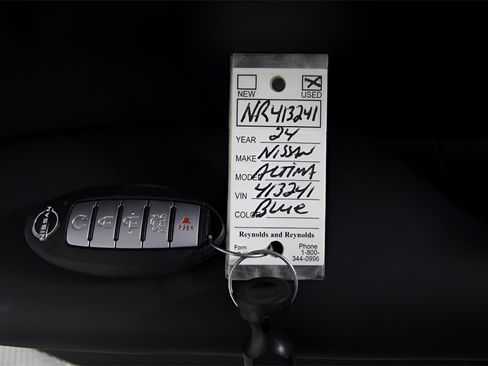 NEW USED
NR413241
YEAR 24
MAKE NISSAN
MODEL ALTIMA
VIN 413241
COLOR Blue
Reynolds and Reynolds
Form Phone
1-800-
344-0996
NISSAN
HOLD